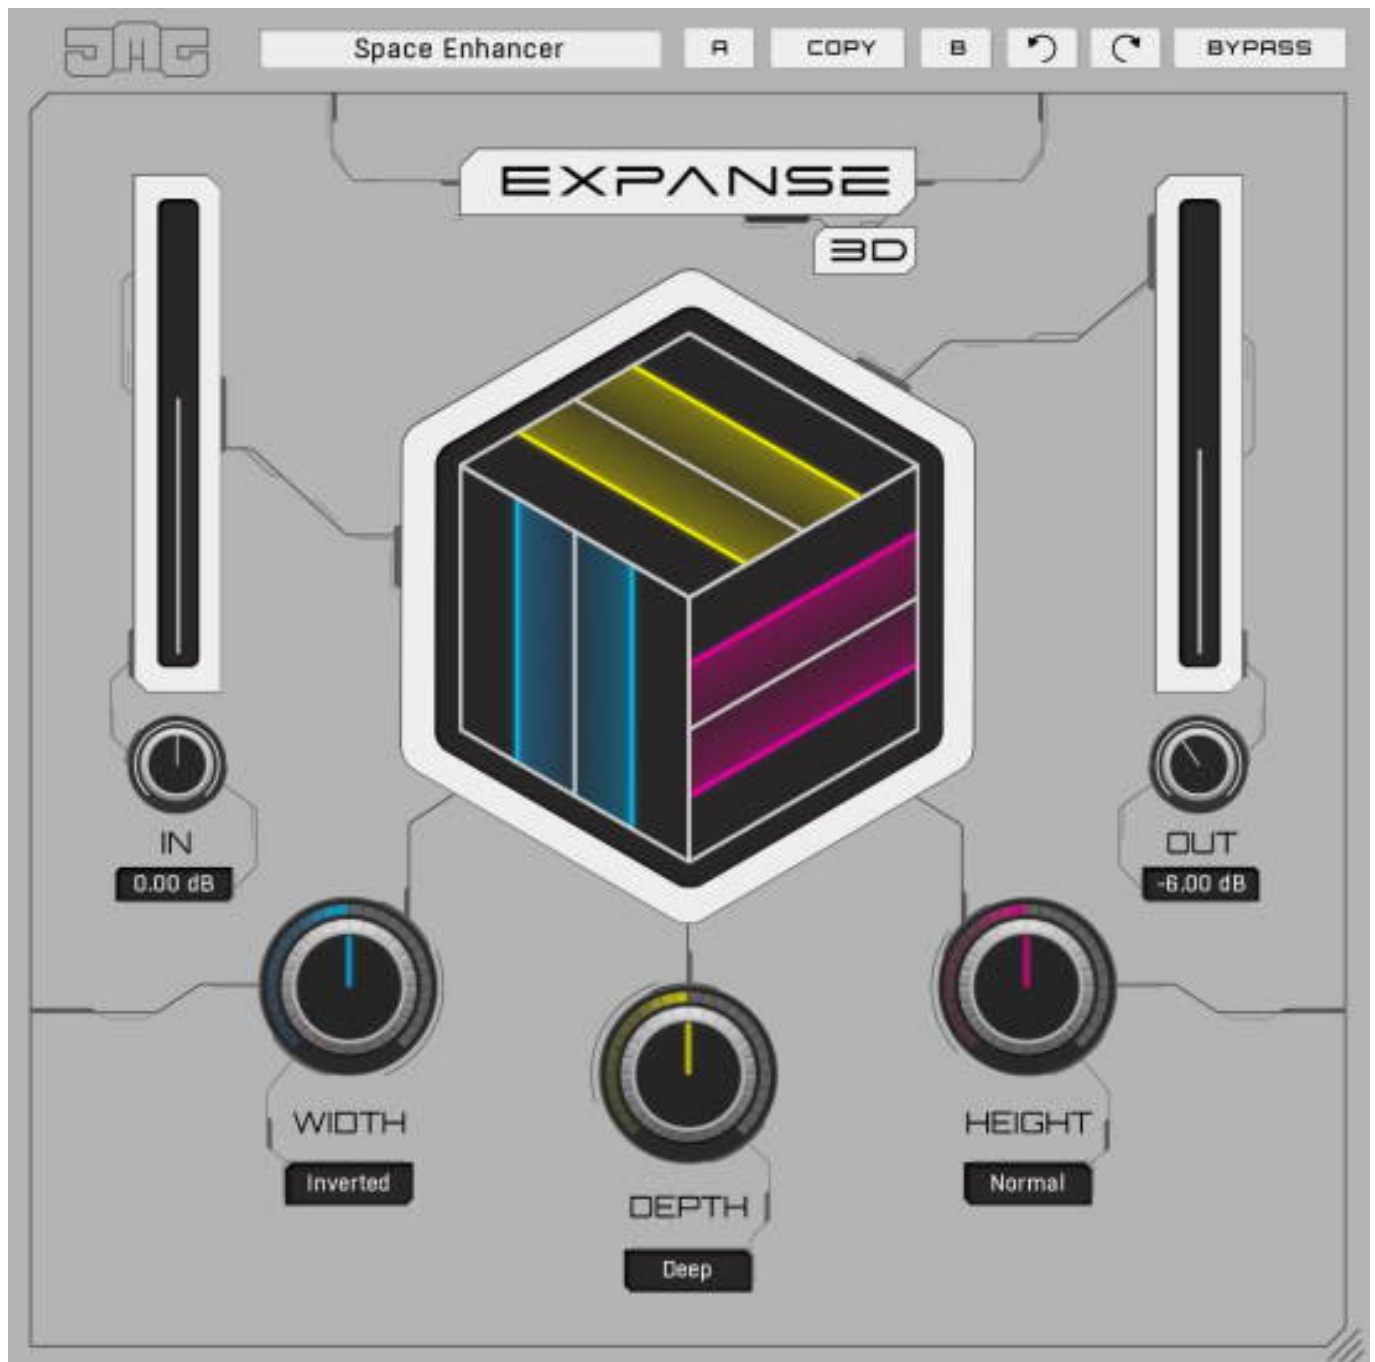 Space Enhancer
A
COPY
B
BYPASS
EXPANSE
3D
IN
0.00 dB
OUT
-6.00 dB
WIDTH
Inverted
DEPTH
Deep
HEIGHT
Normal